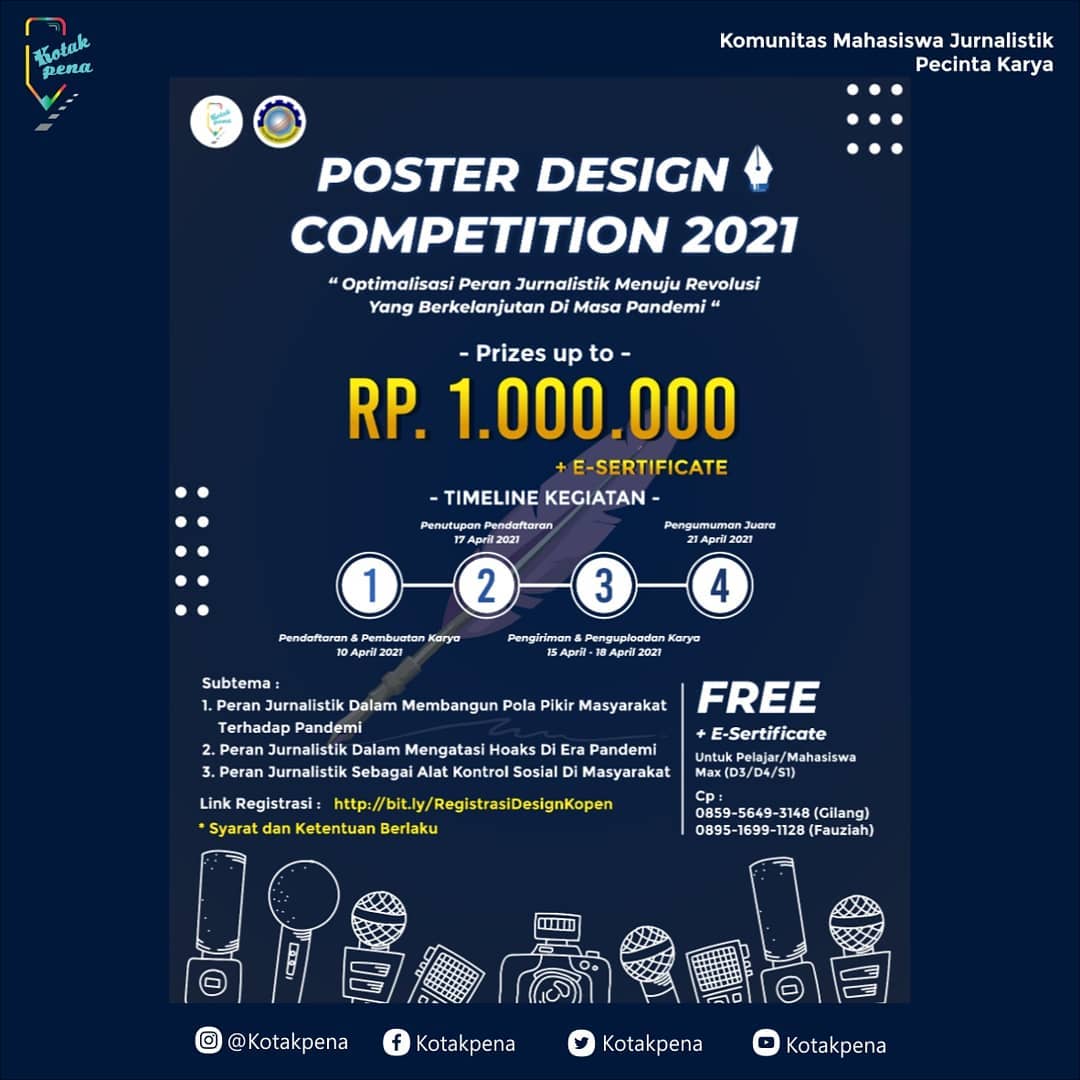 Kotak
pena
Komunitas Mahasiswa Jurnalistik
Pecinta Karya
Kotak
pena
POSTER DESIGN
COMPETITION 2021
“ Optimalisasi Peran Jurnalistik Menuju Revolusi
Yang Berkelanjutan Di Masa Pandemi “
- Prizes up to -
RP. 1.000.000
+ E-SERTIFICATE
- TIMELINE KEGIATAN -
Penutupan Pendaftaran
17 April 2021
Pengumuman Juara
21 April 2021
1 2 3 4
Pendaftaran & Pembuatan Karya
10 April 2021
Pengiriman & Penguploadan Karya
15 April - 18 April 2021
Subtema :
1. Peran Jurnalistik Dalam Membangun Pola Pikir Masyarakat
Terhadap Pandemi
2. Peran Jurnalistik Dalam Mengatasi Hoaks Di Era Pandemi
3. Peran Jurnalistik Sebagai Alat Kontrol Sosial Di Masyarakat
Link Registrasi : http://bit.ly/RegistrasiDesignKopen
* Syarat dan Ketentuan Berlaku
FREE
+ E-Sertificate
Untuk Pelajar/Mahasiswa
Max (D3/D4/S1)
Cp :
0859-5649-3148 (Gilang)
0895-1699-1128 (Fauziah)
@Kotakpena
Kotakpena
Kotakpena
Kotakpena